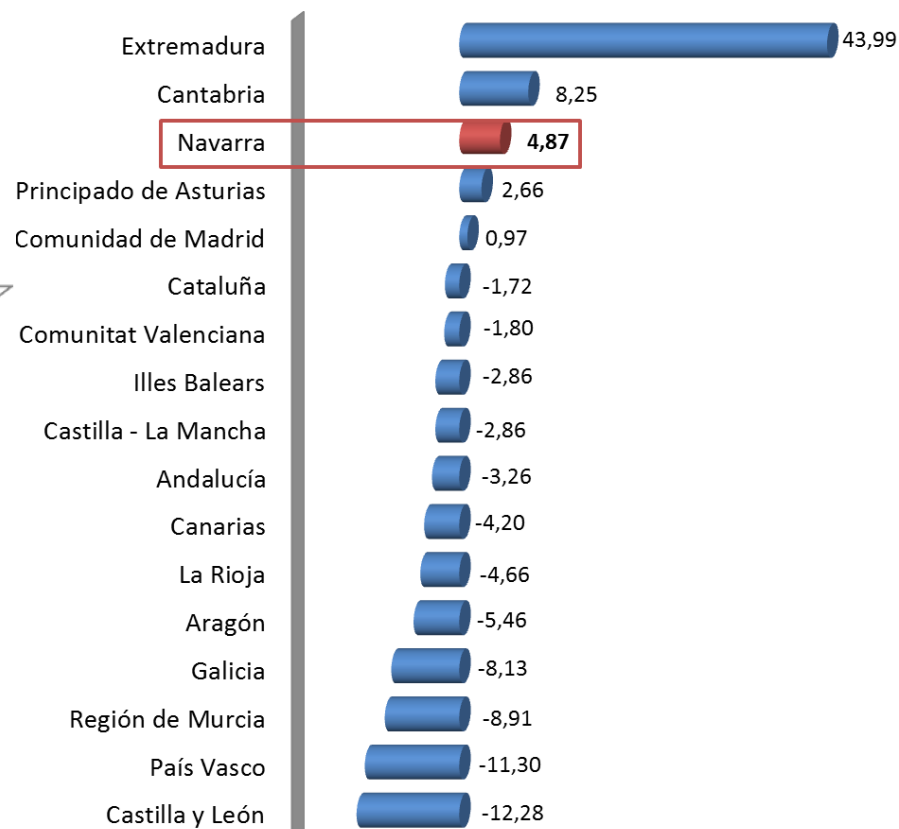 Extremadura 43,99
Cantabria 8,25
Navarra 4,87
Principado de Asturias 2,66
Comunidad de Madrid 0,97
Cataluña -1,72
Comunitat Valenciana -1,80
Illes Balears -2,86
Castilla - La Mancha -2,86
Andalucía -3,26
Canarias -4,20
La Rioja -4,66
Aragón -5,46
Galicia -8,13
Región de Murcia -8,91
País Vasco -11,30
Castilla y León -12,28